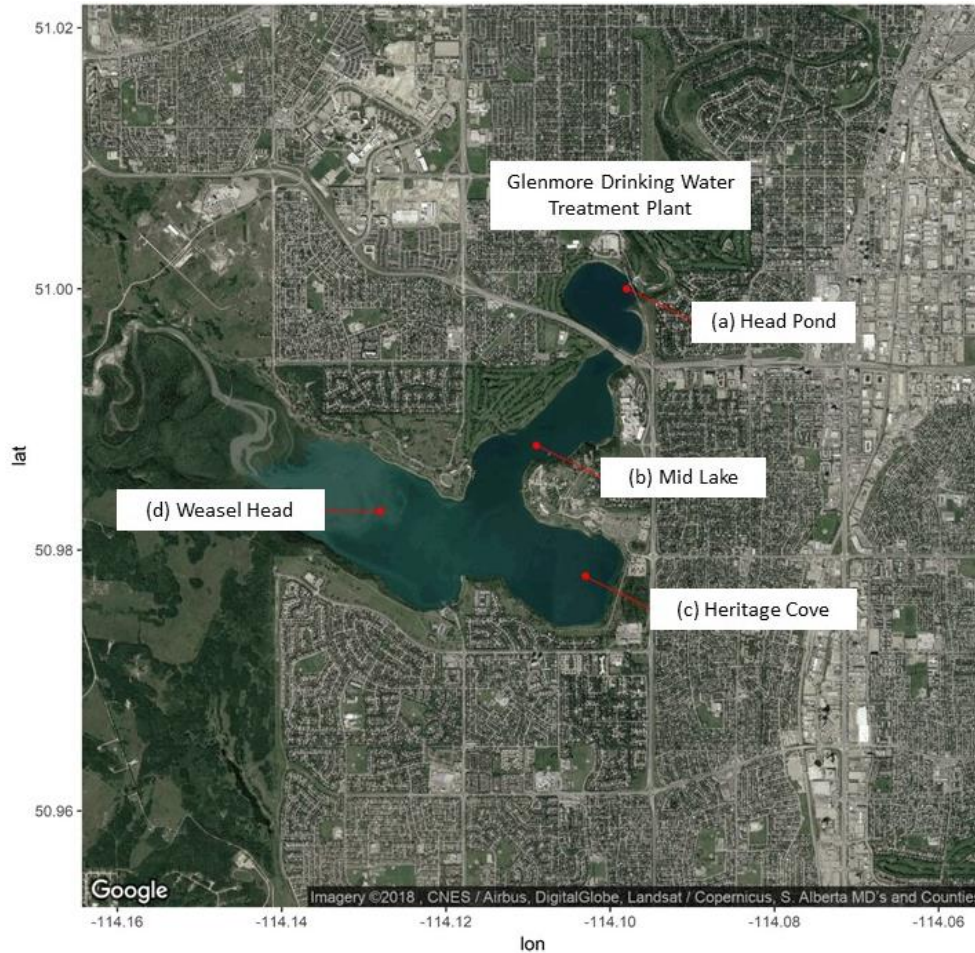 51.02
Glenmore Drinking Water
Treatment Plant
51.00
(a) Head Pond
lat
(b) Mid Lake
(d) Weasel Head
50.98
(c) Heritage Cove
50.96
Google
Imagery ©2018 , CNES / Airbus, DigitalGlobe, Landsat / Copernicus, S. Alberta MD's and Counties
-114.16 -114.14 -114.12 -114.10 -114.08 -114.06
lon